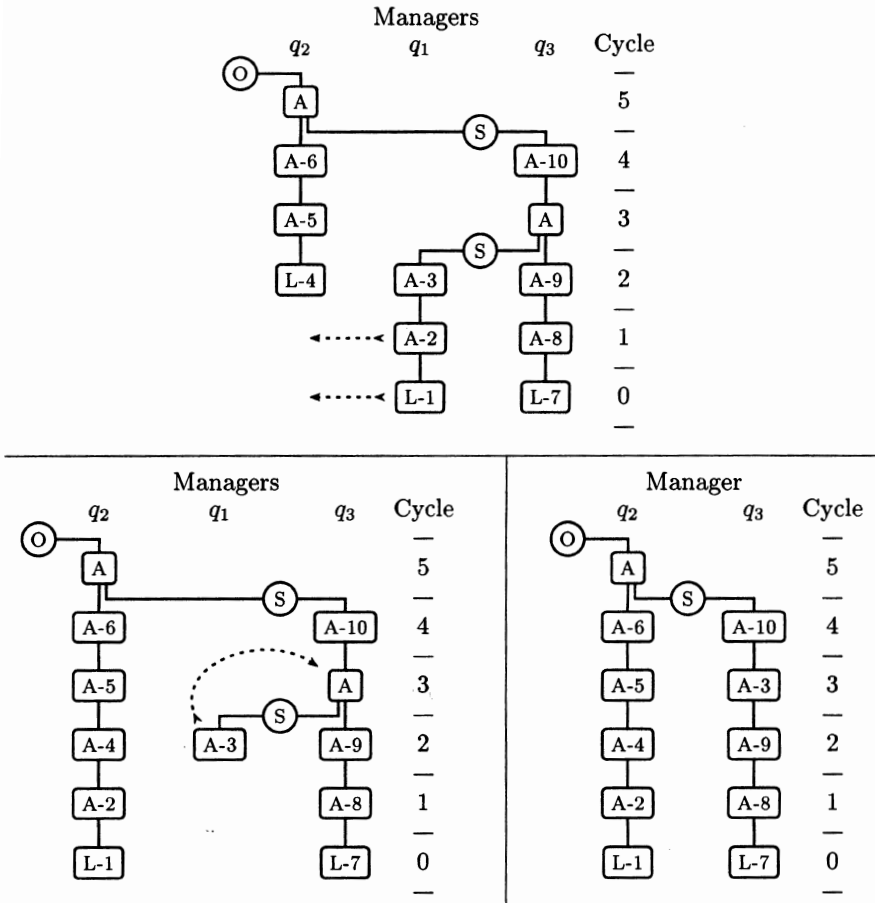 Managers
q2 q1 q3 Cycle
O
A 5
S
A-6 A-10 4
A-5 A 3
S
L-4 A-3 A-9 2
A-2 A-8 1
L-1 L-7 0
Managers
q2 q1 q3 Cycle
O
A 5
S
A-6 A-10 4
A-5 A 3
S
A-4 A-3 A-9 2
A-2 A-8 1
L-1 L-7 0
Manager
q2 q3 Cycle
O
A 5
S
A-6 A-10 4
A-5 A-3 3
A-4 A-9 2
A-2 A-8 1
L-1 L-7 0